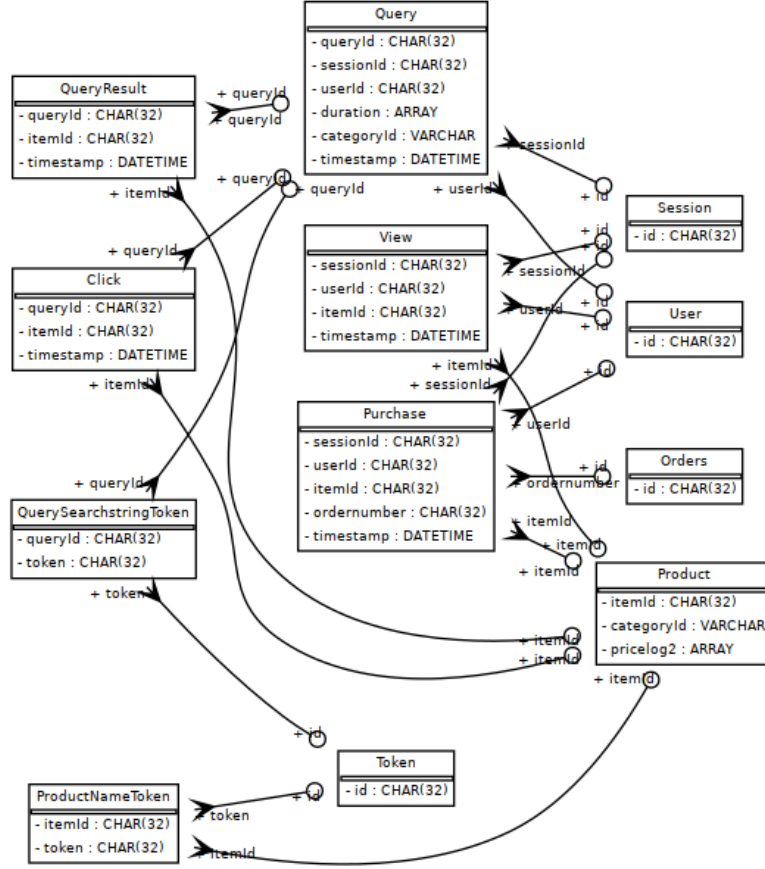 Query
- queryId : CHAR(32)
- sessionId : CHAR(32)
- userId : CHAR(32)
- duration : ARRAY
- categoryId : VARCHAR
- timestamp : DATETIME
QueryResult
- queryId : CHAR(32)
- itemId : CHAR(32)
- timestamp : DATETIME
+ queryId
+ queryId
+ sessionId
+ id
+ queryId
+ queryId
+ itemId
+ userId
Session
- id : CHAR(32)
View
- sessionId : CHAR(32)
- userId : CHAR(32)
- itemId : CHAR(32)
- timestamp : DATETIME
+ id
+ id
+ sessionId
+ queryId
Click
- queryId : CHAR(32)
- itemId : CHAR(32)
- timestamp : DATETIME
+ id
+ userId
+ id
User
- id : CHAR(32)
+ itemId
+ itemId
+ sessionId
+ id
+ userId
Purchase
- sessionId : CHAR(32)
- userId : CHAR(32)
- itemId : CHAR(32)
- ordernumber : CHAR(32)
- timestamp : DATETIME
+ id
+ ordernumber
Orders
- id : CHAR(32)
+ queryId
QuerySearchstringToken
- queryId : CHAR(32)
- token : CHAR(32)
+ token
+ itemId
+ itemId
+ itemId
Product
- itemId : CHAR(32)
- categoryId : VARCHAR
- pricelog2 : ARRAY
+ itemId
+ itemId
+ itemId
+ id
Token
- id : CHAR(32)
+ id
+ token
ProductNameToken
- itemId : CHAR(32)
- token : CHAR(32)
+ itemId